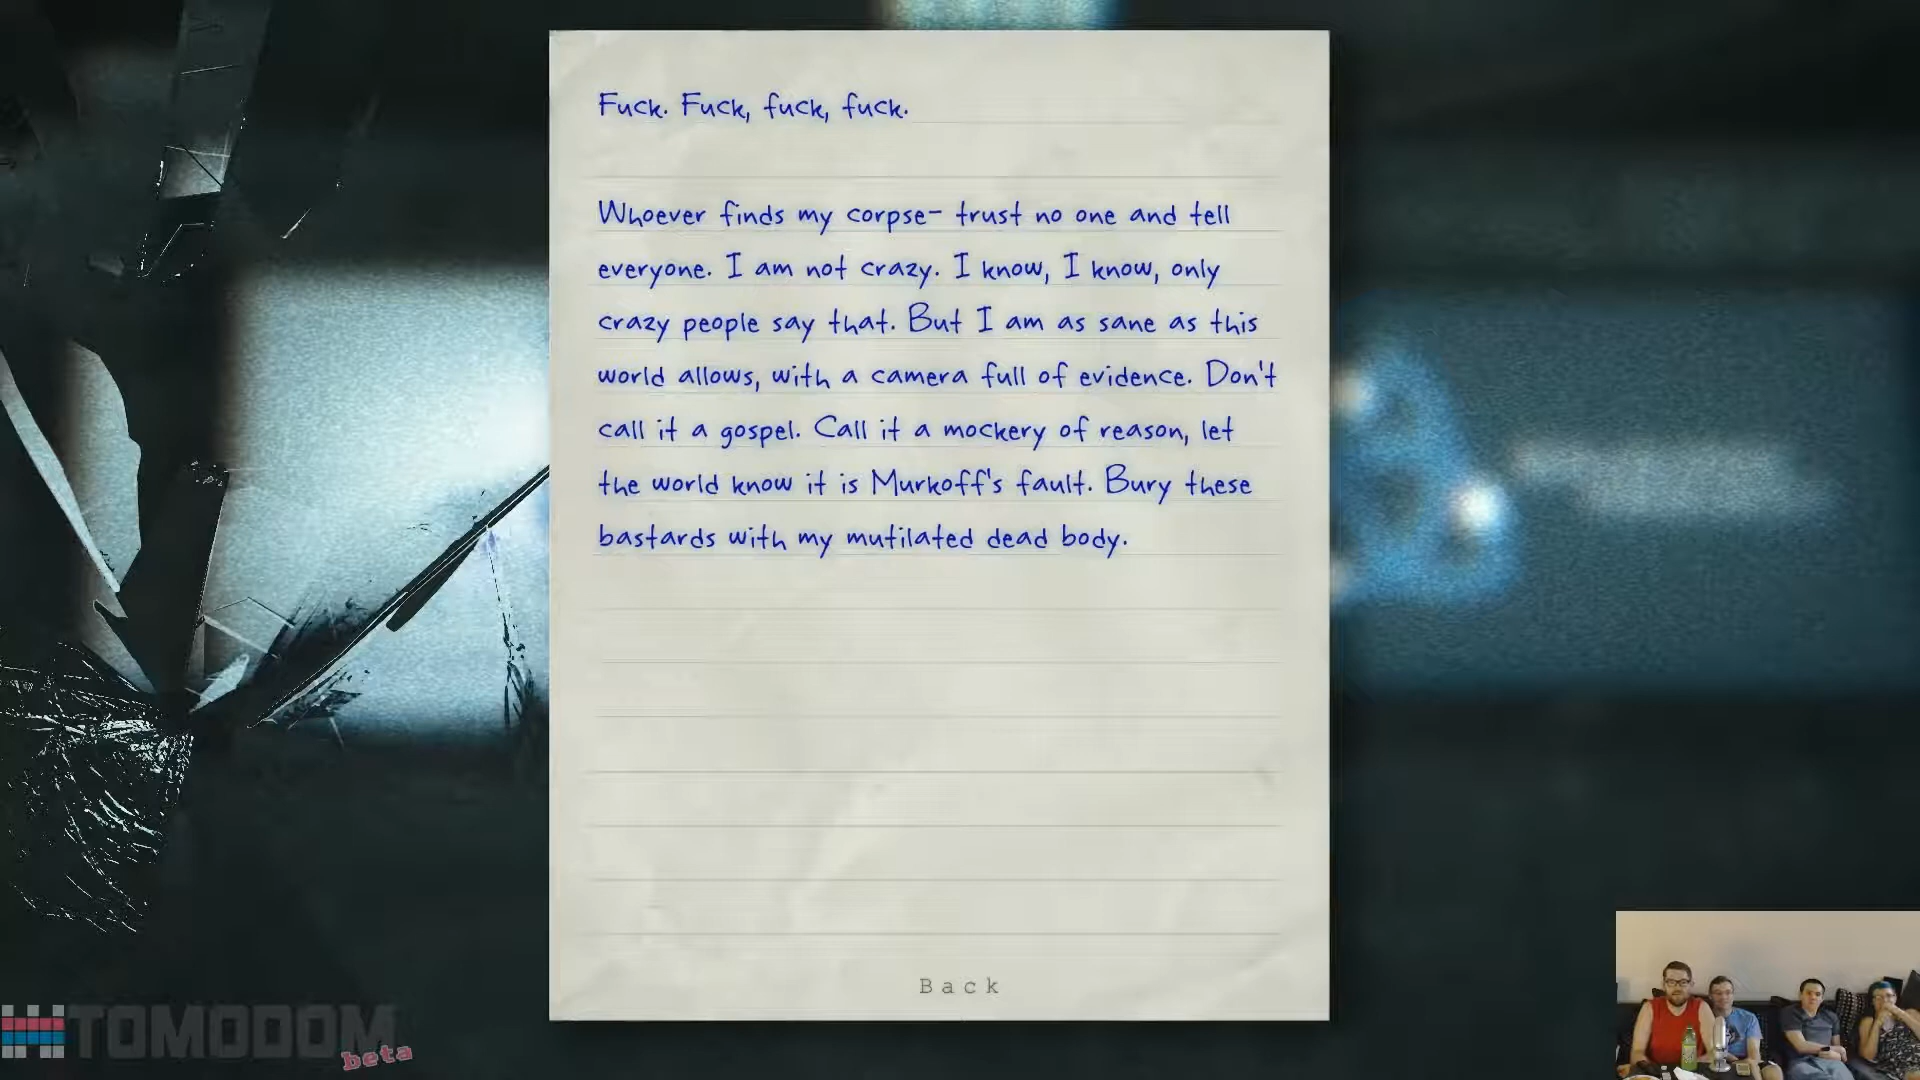 Fuck. Fuck, fuck, fuck.
Whoever finds my corpse- trust no one and tell
everyone. I am not crazy. I know, I know, only
crazy people say that. But I am as sane as this
world allows, with a camera full of evidence. Don't
call it a gospel. Call it a mockery of reason, let
the world know it is Murkoff's fault. Bury these
bastards with my mutilated dead body.
Back
TOMODOM
beta